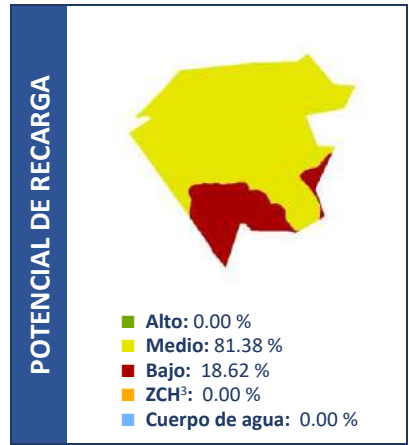 POTENCIAL DE RECARGA
Alto: 0.00 %
Medio: 81.38 %
Bajo: 18.62 %
ZCH³: 0.00 %
Cuerpo de agua: 0.00 %